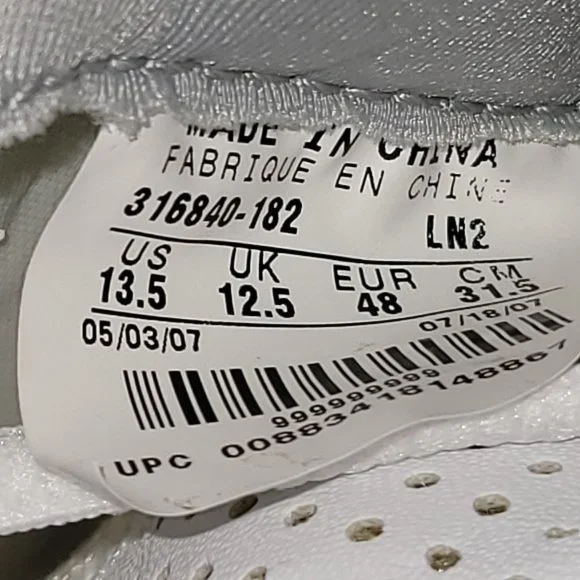 MADE IN CHINA
FABRIQUE EN CHINE
316840-182 LN2
US UK EUR CM
13.5 12.5 48 31.5
05/03/07 07/18/07
999999999
UPC 00883418148867